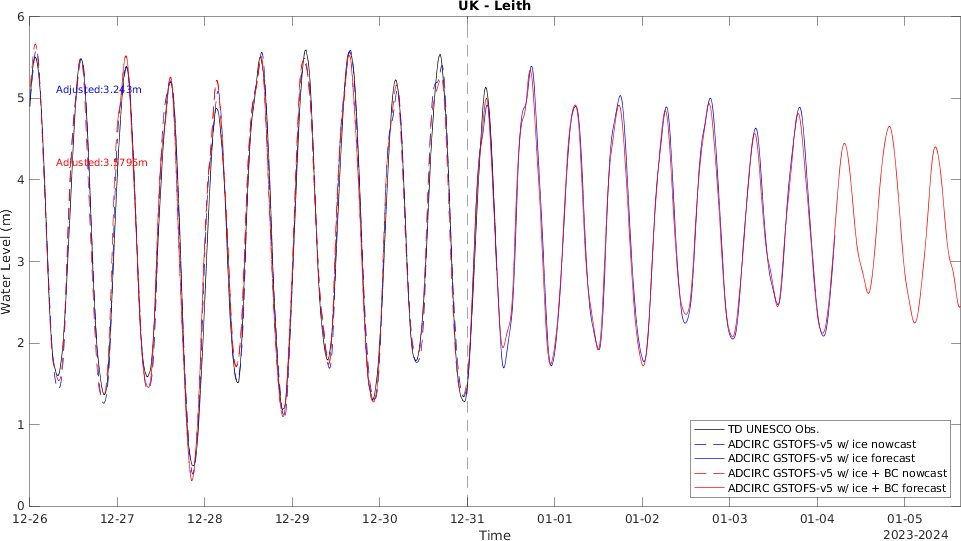 UK - Leith
6
5
4
3
2
1
0
Water Level (m)
Adjusted:3.243m
Adjusted:3.5795m
TD UNESCO Obs.
ADCIRC GSTOFS-v5 w/ ice nowcast
ADCIRC GSTOFS-v5 w/ ice forecast
ADCIRC GSTOFS-v5 w/ ice + BC nowcast
ADCIRC GSTOFS-v5 w/ ice + BC forecast
12-26 12-27 12-28 12-29 12-30 12-31 01-01 01-02 01-03 01-04 01-05
Time
2023-2024